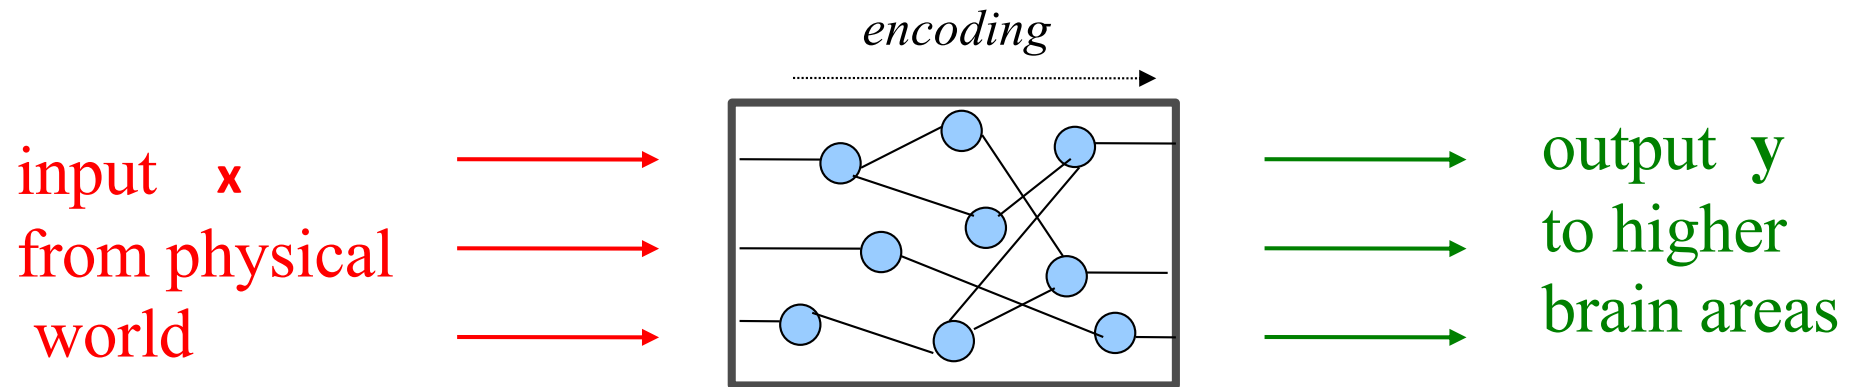 encoding
input x
from physical
world
output y
to higher
brain areas